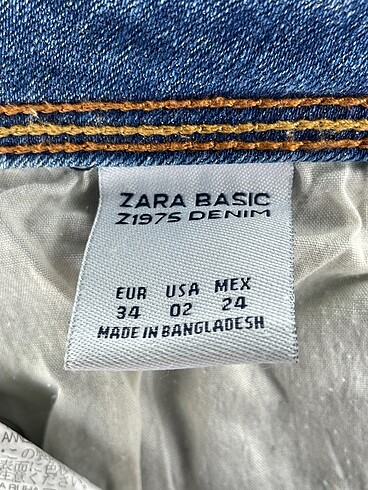 ZARA BASIC
Z1975 DENIM
EUR USA MEX
34 02 24
MADE IN BANGLADESH